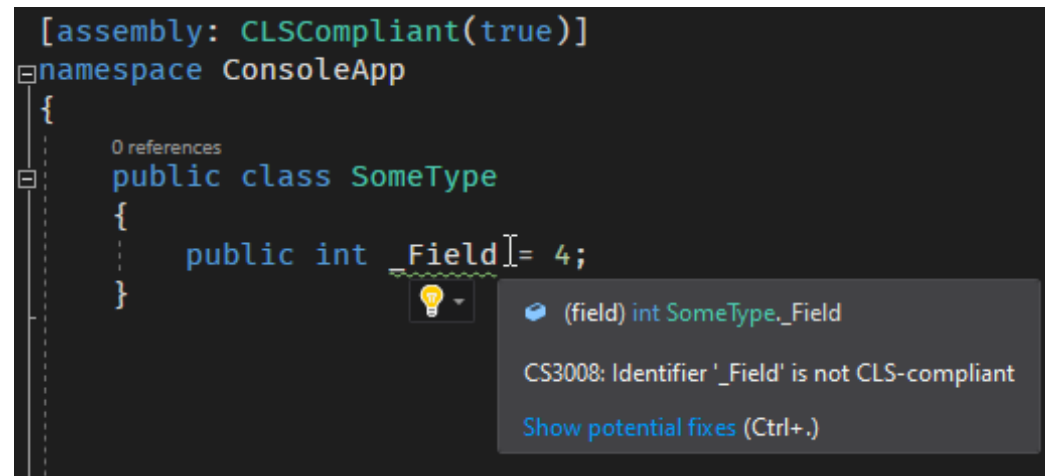 [assembly: CLSCompliant(true)]
namespace ConsoleApp
{
0 references
public class SomeType
{
public int _Field = 4;
}
(field) int SomeType._Field
CS3008: Identifier '_Field' is not CLS-compliant
Show potential fixes (Ctrl+.)